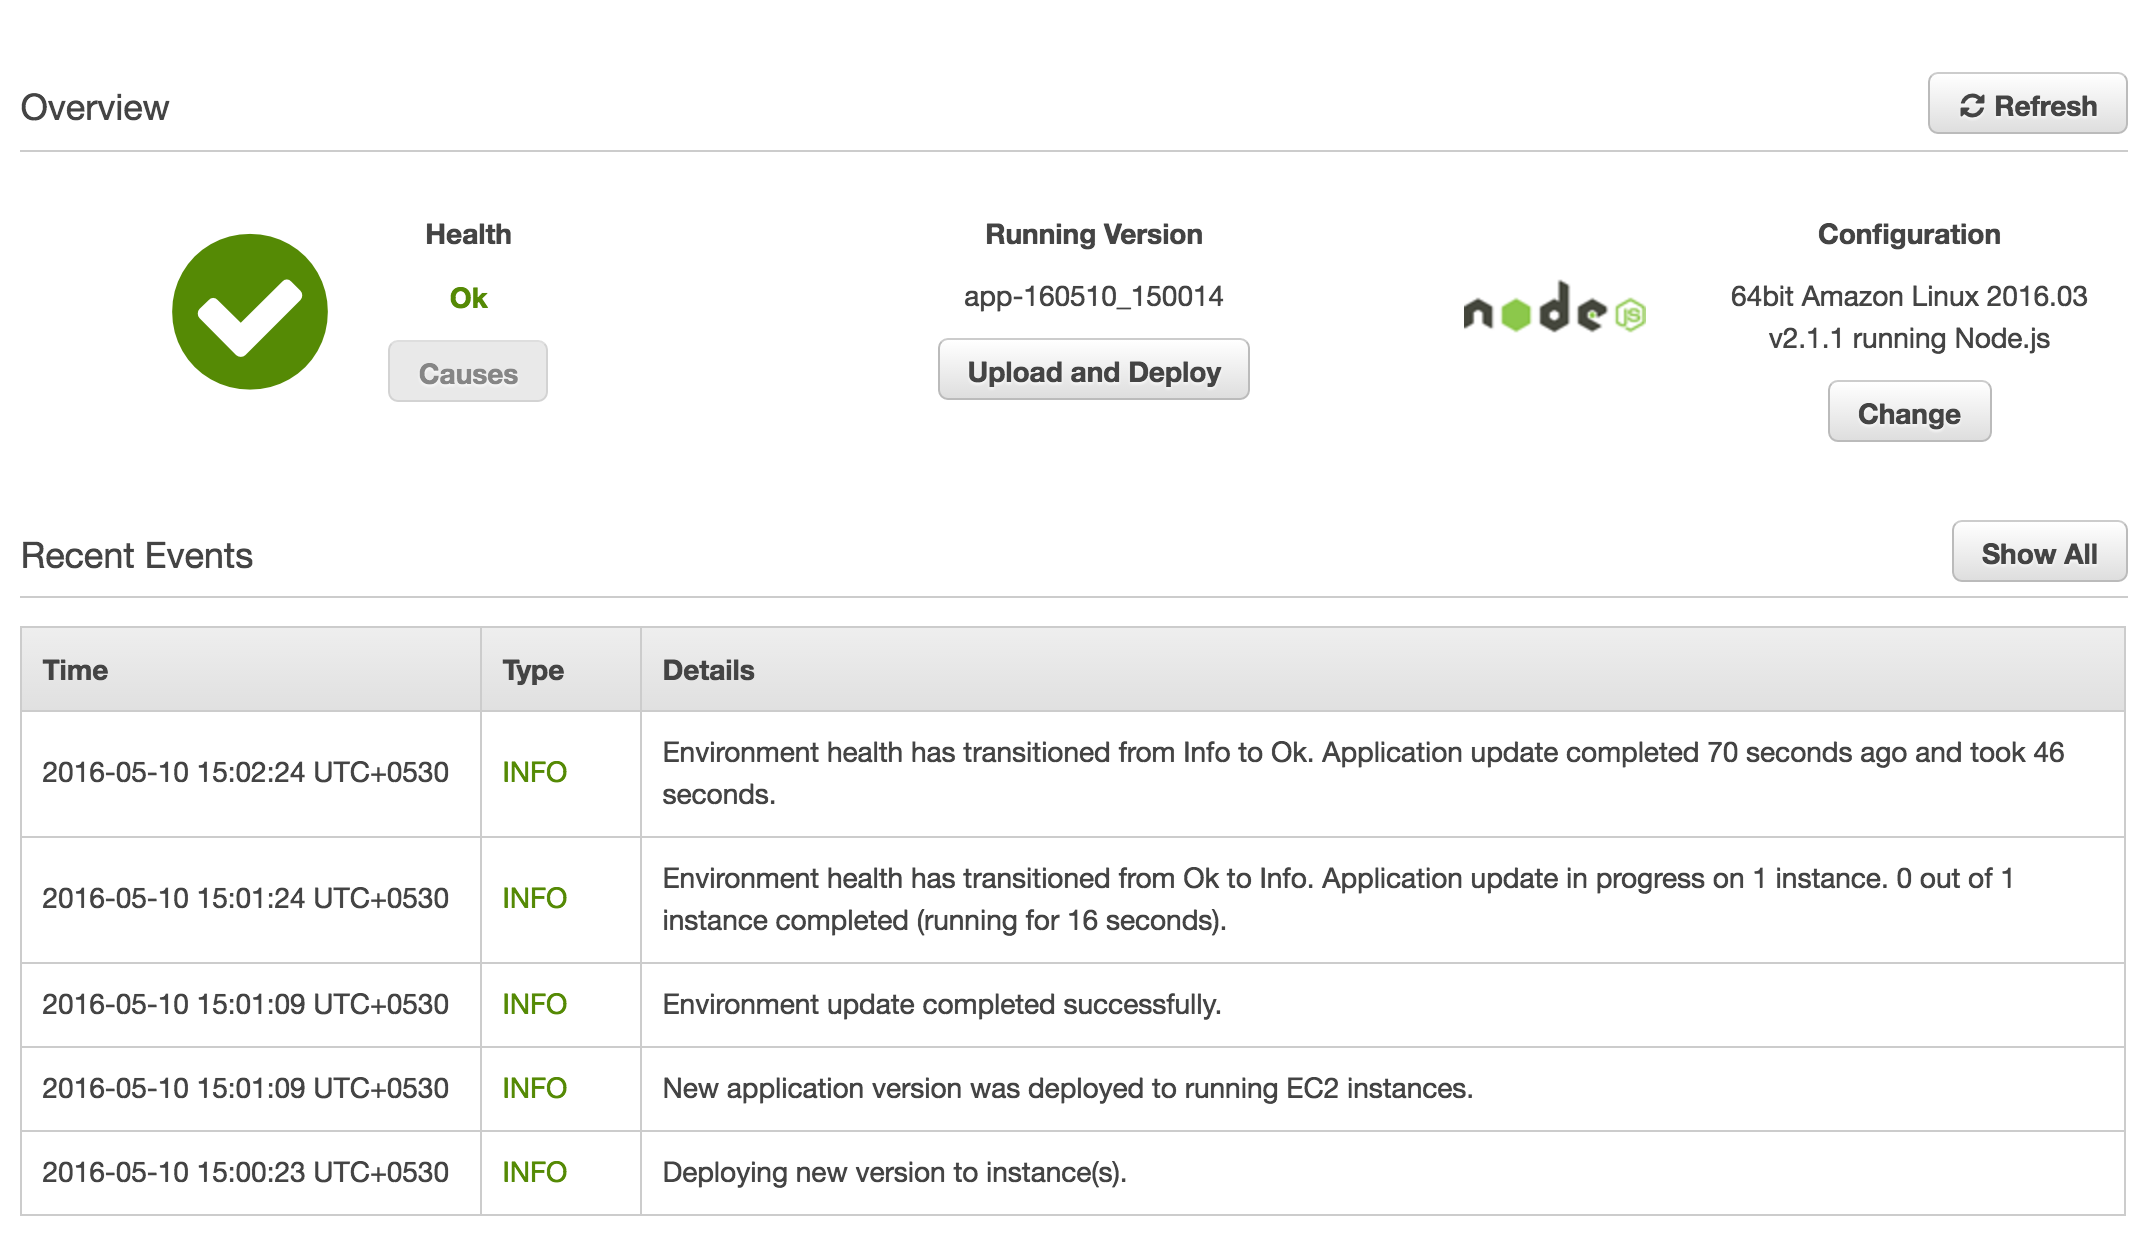 Overview
Refresh
Health
Ok
Causes
Running Version
app-160510_150014
Upload and Deploy
node JS
Configuration
64bit Amazon Linux 2016.03
v2.1.1 running Node.js
Change
Recent Events
Show All
Time Type Details
2016-05-10 15:02:24 UTC+0530 INFO Environment health has transitioned from Info to Ok. Application update completed 70 seconds ago and took 46
seconds.
2016-05-10 15:01:24 UTC+0530 INFO Environment health has transitioned from Ok to Info. Application update in progress on 1 instance. 0 out of 1
instance completed (running for 16 seconds).
2016-05-10 15:01:09 UTC+0530 INFO Environment update completed successfully.
2016-05-10 15:01:09 UTC+0530 INFO New application version was deployed to running EC2 instances.
2016-05-10 15:00:23 UTC+0530 INFO Deploying new version to instance(s).